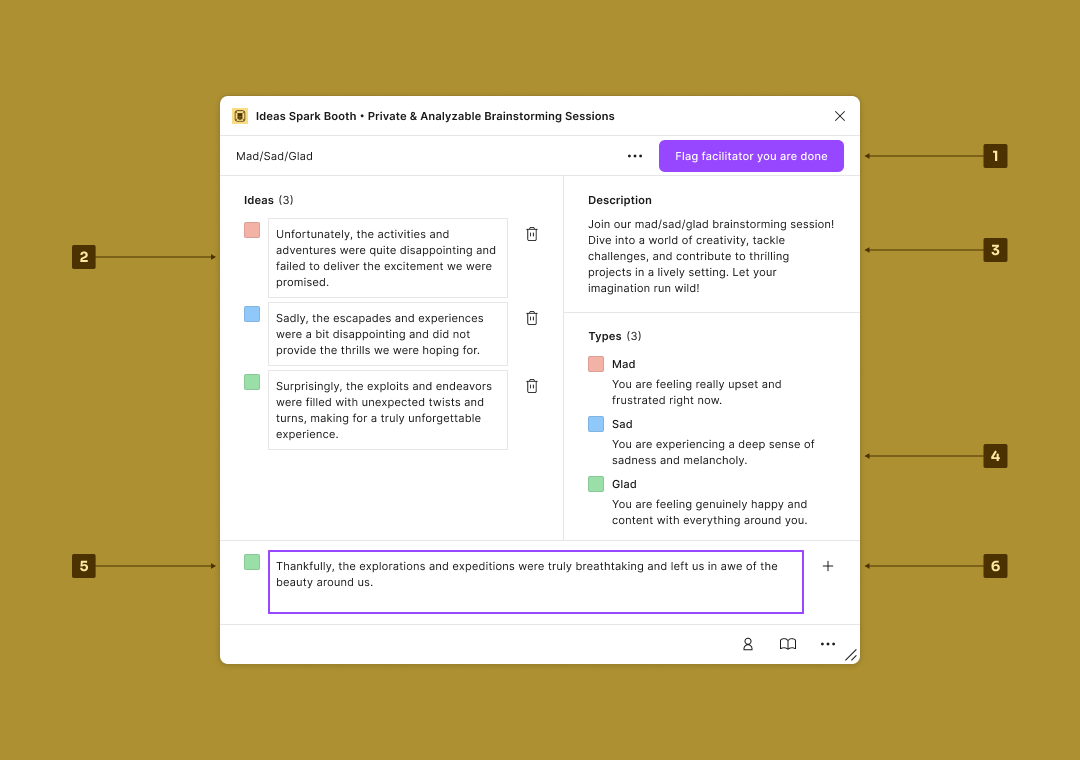 Ideas Spark Booth • Private & Analyzable Brainstorming Sessions
Mad/Sad/Glad
Flag facilitator you are done
1
Ideas (3)
Unfortunately, the activities and
adventures were quite disappointing and
failed to deliver the excitement we were
promised.
Sadly, the escapades and experiences
were a bit disappointing and did not
provide the thrills we were hoping for.
Surprisingly, the exploits and endeavors
were filled with unexpected twists and
turns, making for a truly unforgettable
experience.
2
Description
Join our mad/sad/glad brainstorming session!
Dive into a world of creativity, tackle
challenges, and contribute to thrilling
projects in a lively setting. Let your
imagination run wild!
3
Types (3)
Mad
You are feeling really upset and
frustrated right now.
Sad
You are experiencing a deep sense of
sadness and melancholy.
Glad
You are feeling genuinely happy and
content with everything around you.
4
5
Thankfully, the explorations and expeditions were truly breathtaking and left us in awe of the
beauty around us.
6